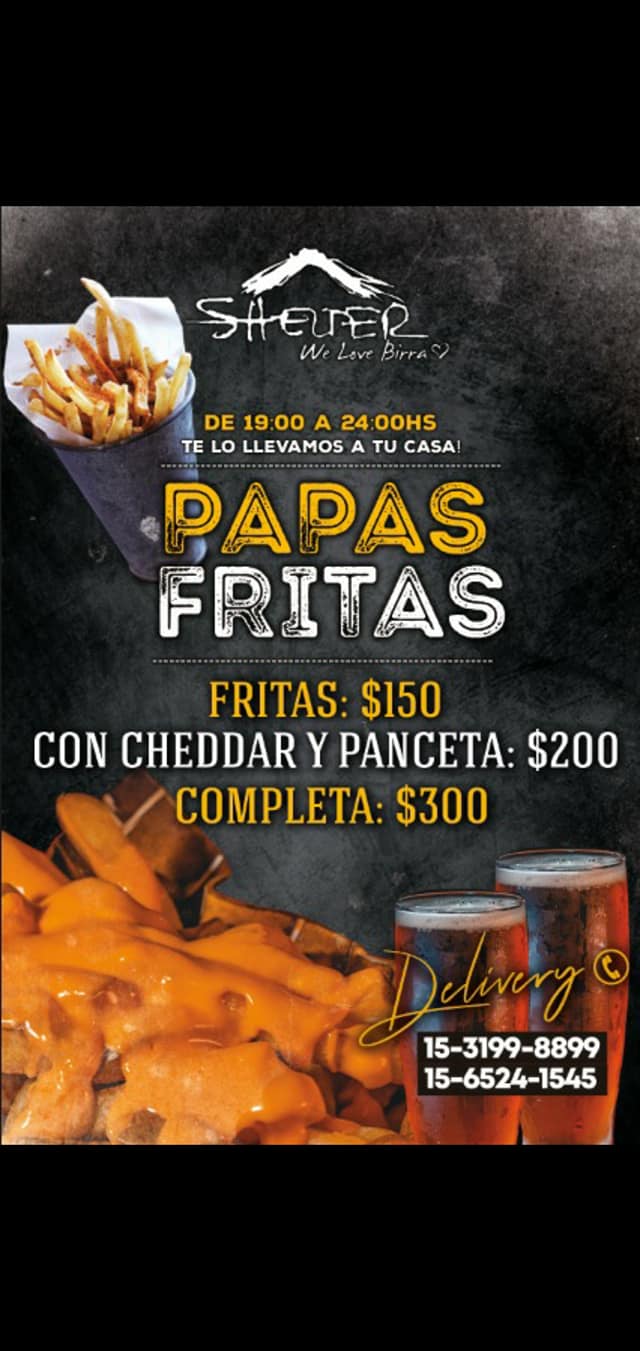 SHELTER
We Love Birra
DE 19:00 A 24:00HS
TE LO LLEVAMOS A TU CASA!
PAPAS
FRITAS
FRITAS: $150
CON CHEDDAR Y PANCETA: $200
COMPLETA: $300
Delivery
15-3199-8899
15-6524-1545